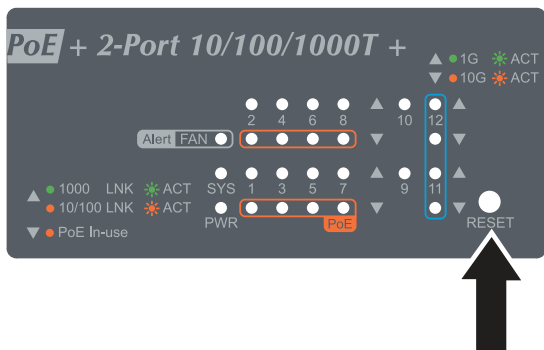 PoE + 2-Port 10/100/1000T +
1G ACT
10G ACT
2 4 6 8 10 12
Alert FAN
1000 LNK ACT
SYS 1 3 5 7 9 11
10/100 LNK ACT
PWR PoE RESET
PoE In-use